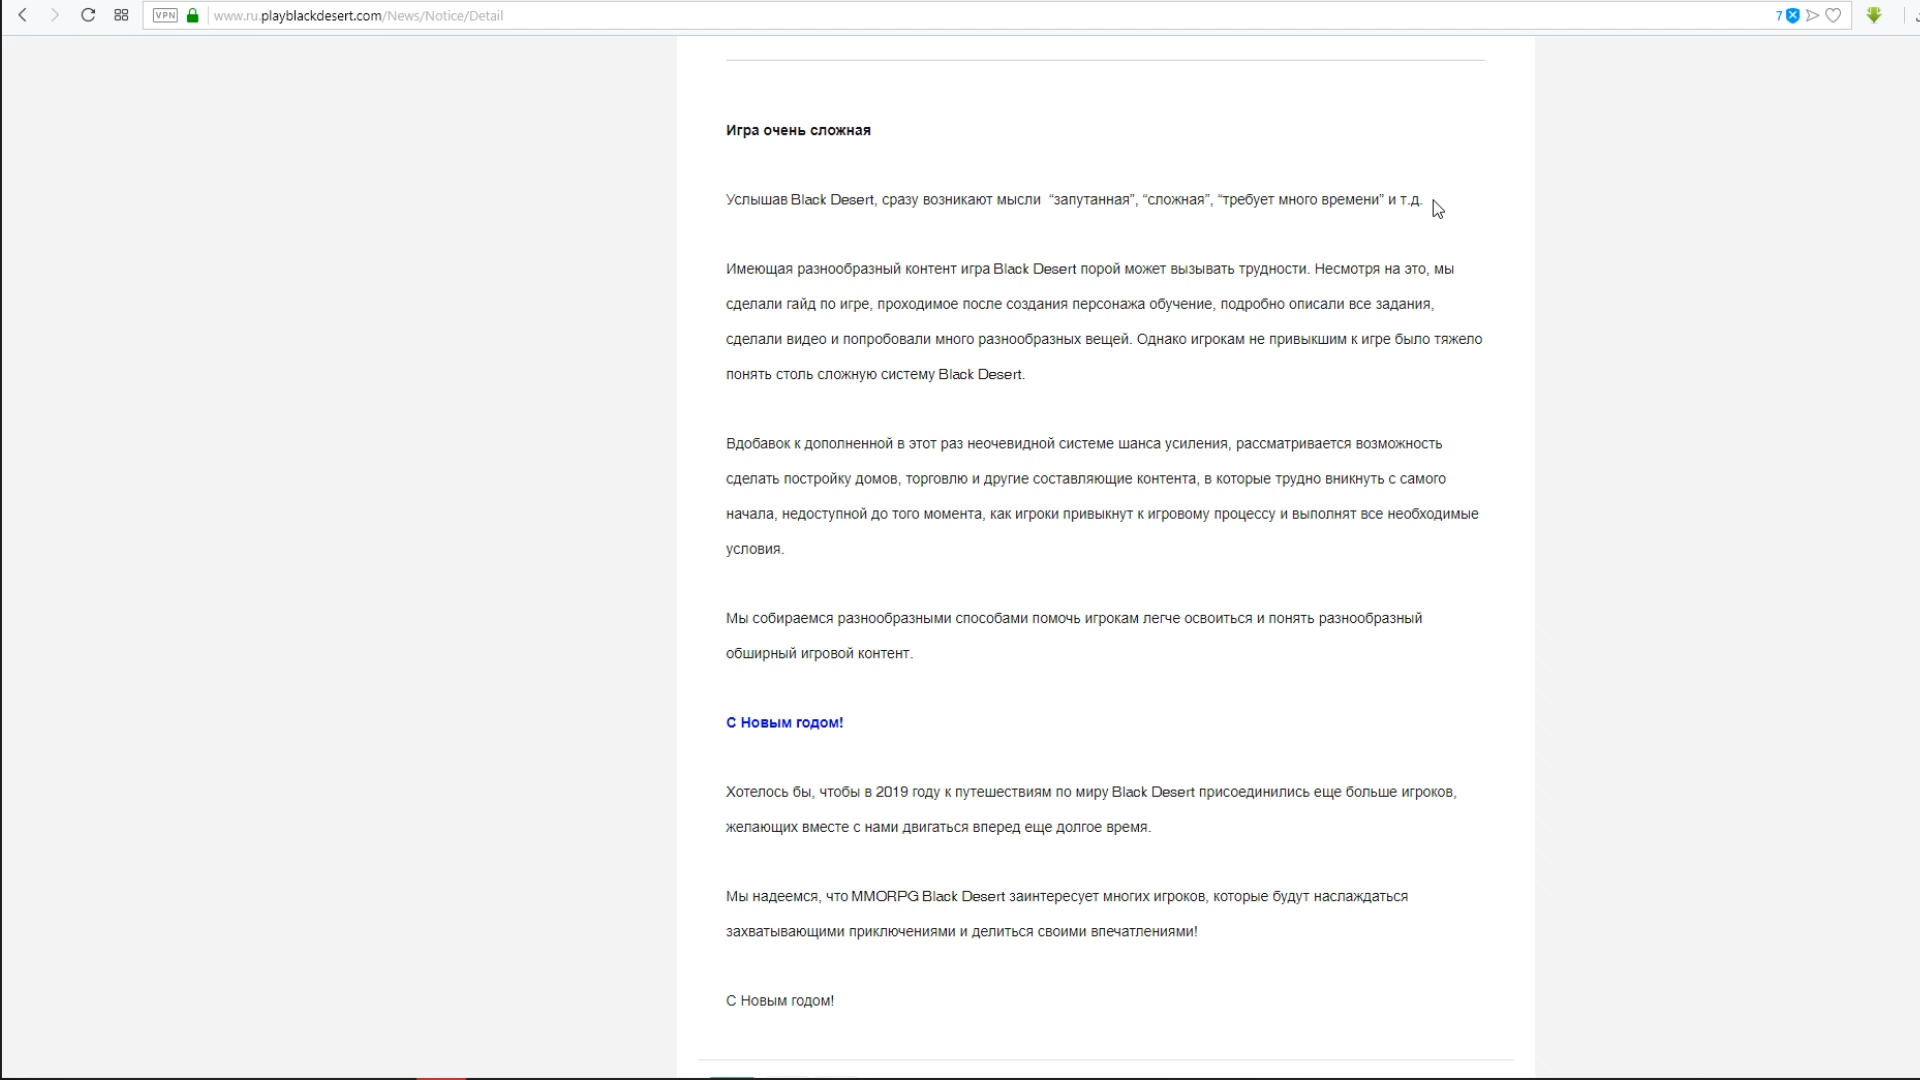 VPN
www.ru.playblackdesert.com/News/Notice/Detail
7
Игра очень сложная
Услышав Black Desert, сразу возникают мысли “запутанная”, “сложная”, “требует много времени” и т.д.
Имеющая разнообразный контент игра Black Desert порой может вызывать трудности. Несмотря на это, мы
сделали гайд по игре, проходимое после создания персонажа обучение, подробно описали все задания,
сделали видео и попробовали много разнообразных вещей. Однако игрокам не привыкшим к игре было тяжело
понять столь сложную систему Black Desert.
Вдобавок к дополненной в этот раз неочевидной системе шанса усиления, рассматривается возможность
сделать постройку домов, торговлю и другие составляющие контента, в которые трудно вникнуть с самого
начала, недоступной до того момента, как игроки привыкнут к игровому процессу и выполнят все необходимые
условия.
Мы собираемся разнообразными способами помочь игрокам легче освоиться и понять разнообразный
обширный игровой контент.
С Новым годом!
Хотелось бы, чтобы в 2019 году к путешествиям по миру Black Desert присоединились еще больше игроков,
желающих вместе с нами двигаться вперед еще долгое время.
Мы надеемся, что MMORPG Black Desert заинтересует многих игроков, которые будут наслаждаться
захватывающими приключениями и делиться своими впечатлениями!
С Новым годом!